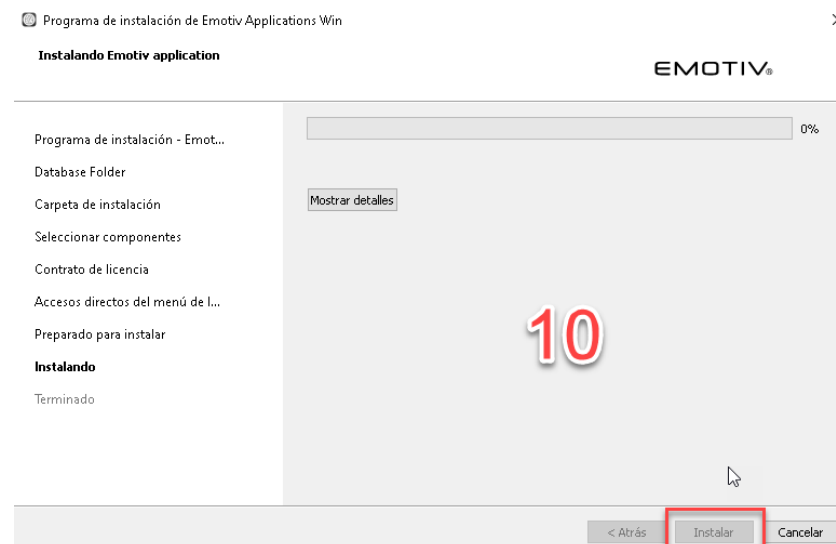 Programa de instalación de Emotiv Applications Win
Instalando Emotiv application
EMOTIV®
Programa de instalación - Emot...
0%
Database Folder
Carpeta de instalación
Mostrar detalles
Seleccionar componentes
Contrato de licencia
Accesos directos del menú de I...
Preparado para instalar
10
Instalando
Terminado
< Atrás
Instalar
Cancelar